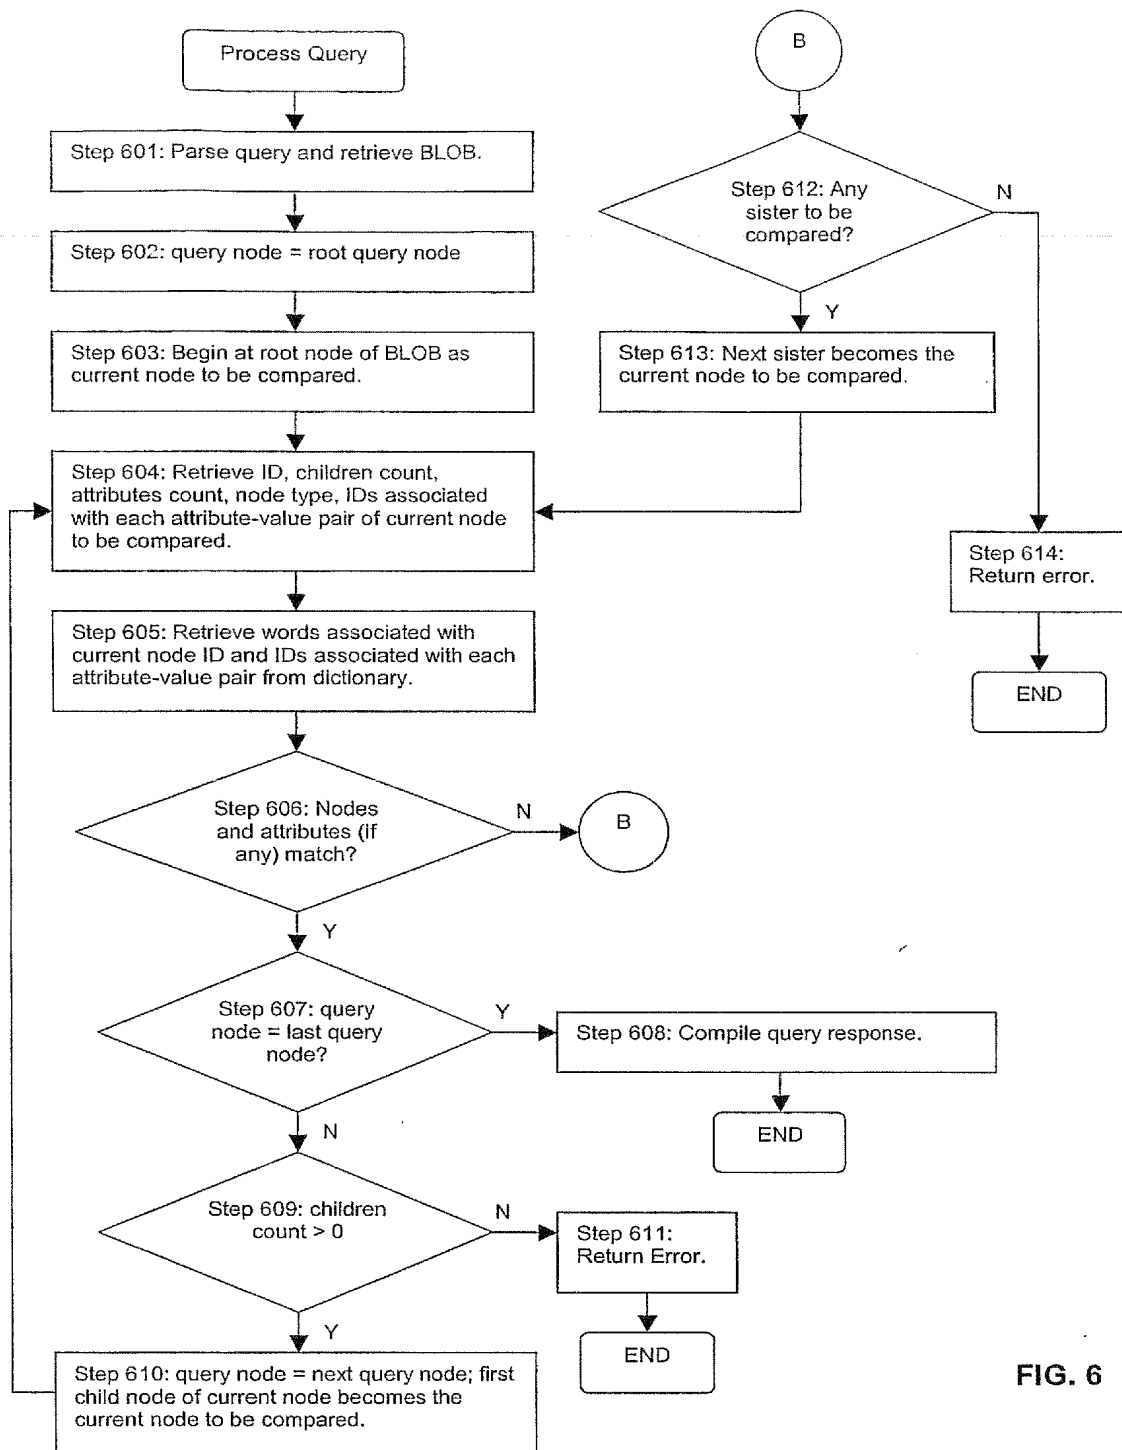 Process Query
Step 601: Parse query and retrieve BLOB.
Step 602: query node = root query node
Step 603: Begin at root node of BLOB as
current node to be compared.
Step 604: Retrieve ID, children count,
attributes count, node type, IDs associated
with each attribute-value pair of current node
to be compared.
Step 605: Retrieve words associated with
current node ID and IDs associated with each
attribute-value pair from dictionary.
Step 606: Nodes
and attributes (if
any) match?
N
B
Y
Step 607: query
node = last query
node?
Y
Step 608: Compile query response.
END
N
Step 609: children
count > 0
N
Step 611:
Return Error.
END
Y
Step 610: query node = next query node; first
child node of current node becomes the
current node to be compared.
B
Step 612: Any
sister to be
compared?
N
Y
Step 613: Next sister becomes the
current node to be compared.
Step 614:
Return error.
END
FIG. 6